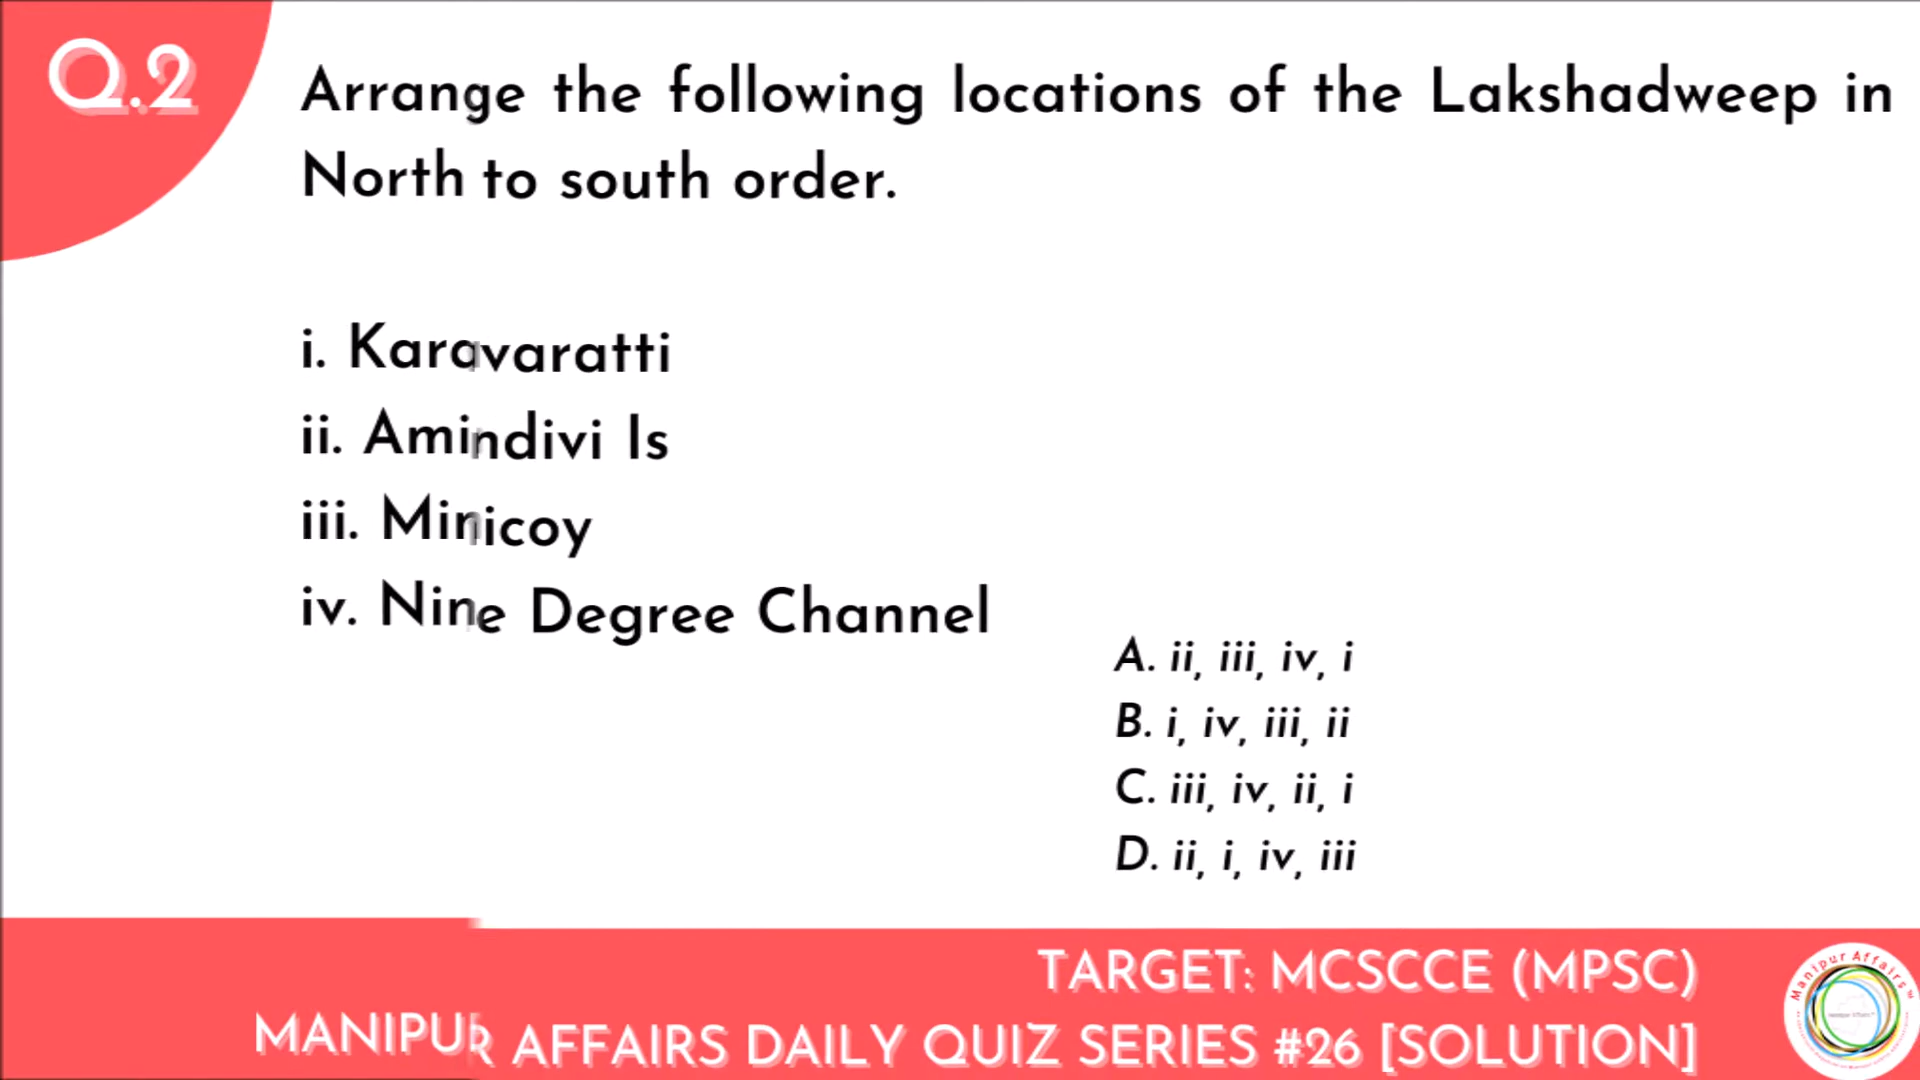 Q.2
Arrange the following locations of the Lakshadweep in
North to south order.
i. Karavaratti
ii. Amindivi Is
iii. Minicoy
iv. Nine Degree Channel
A. ii, iii, iv, i
B. i, iv, iii, ii
C. iii, iv, ii, i
D. ii, i, iv, iii
TARGET: MCSCCE (MPSC)
MANIPUR AFFAIRS DAILY QUIZ SERIES #26 [SOLUTION]
Manipur Affairs